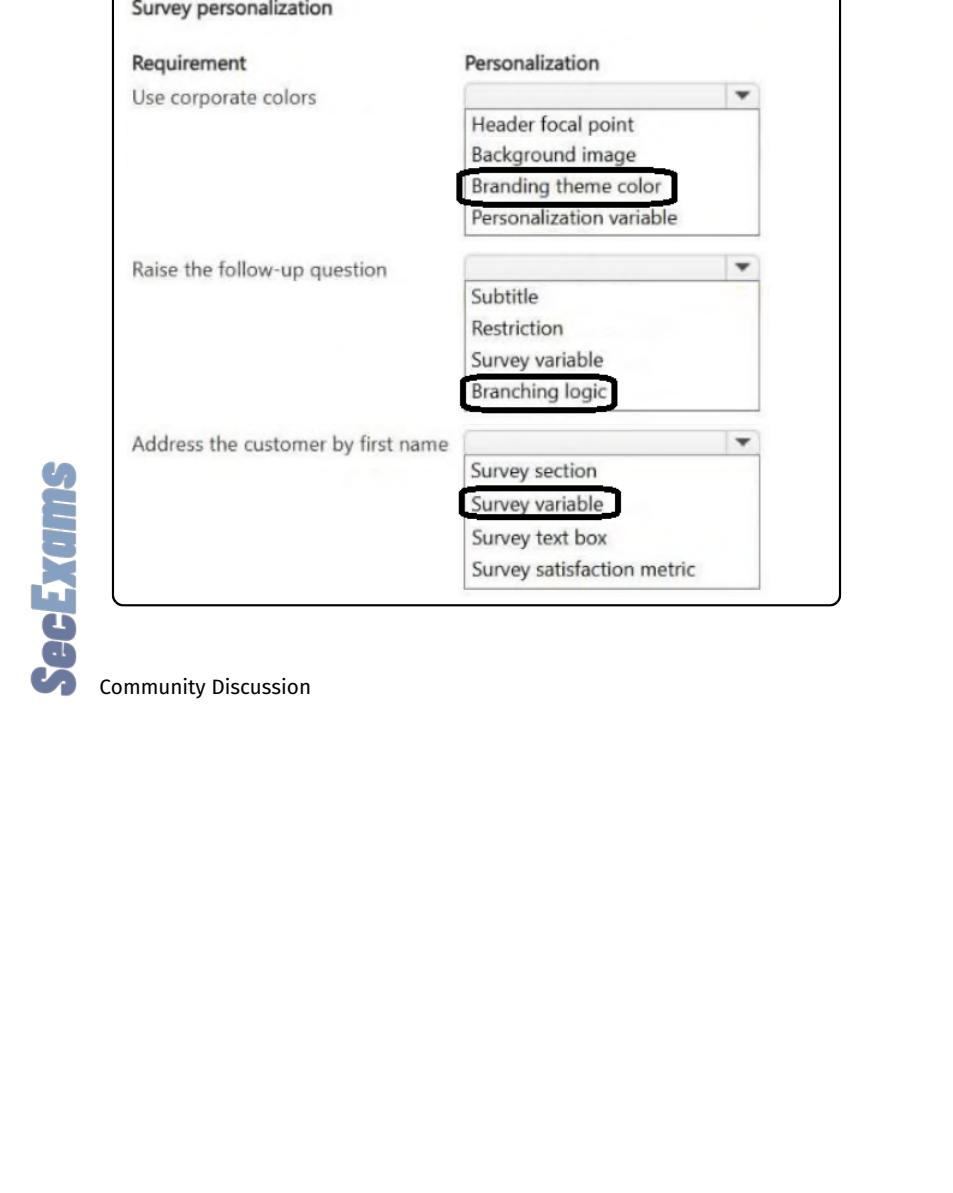 Survey personalization
Requirement Personalization
Use corporate colors
Header focal point
Background image
Branding theme color
Personalization variable
Raise the follow-up question
Subtitle
Restriction
Survey variable
Branching logic
Address the customer by first name
Survey section
Survey variable
Survey text box
Survey satisfaction metric
SecExams
Community Discussion